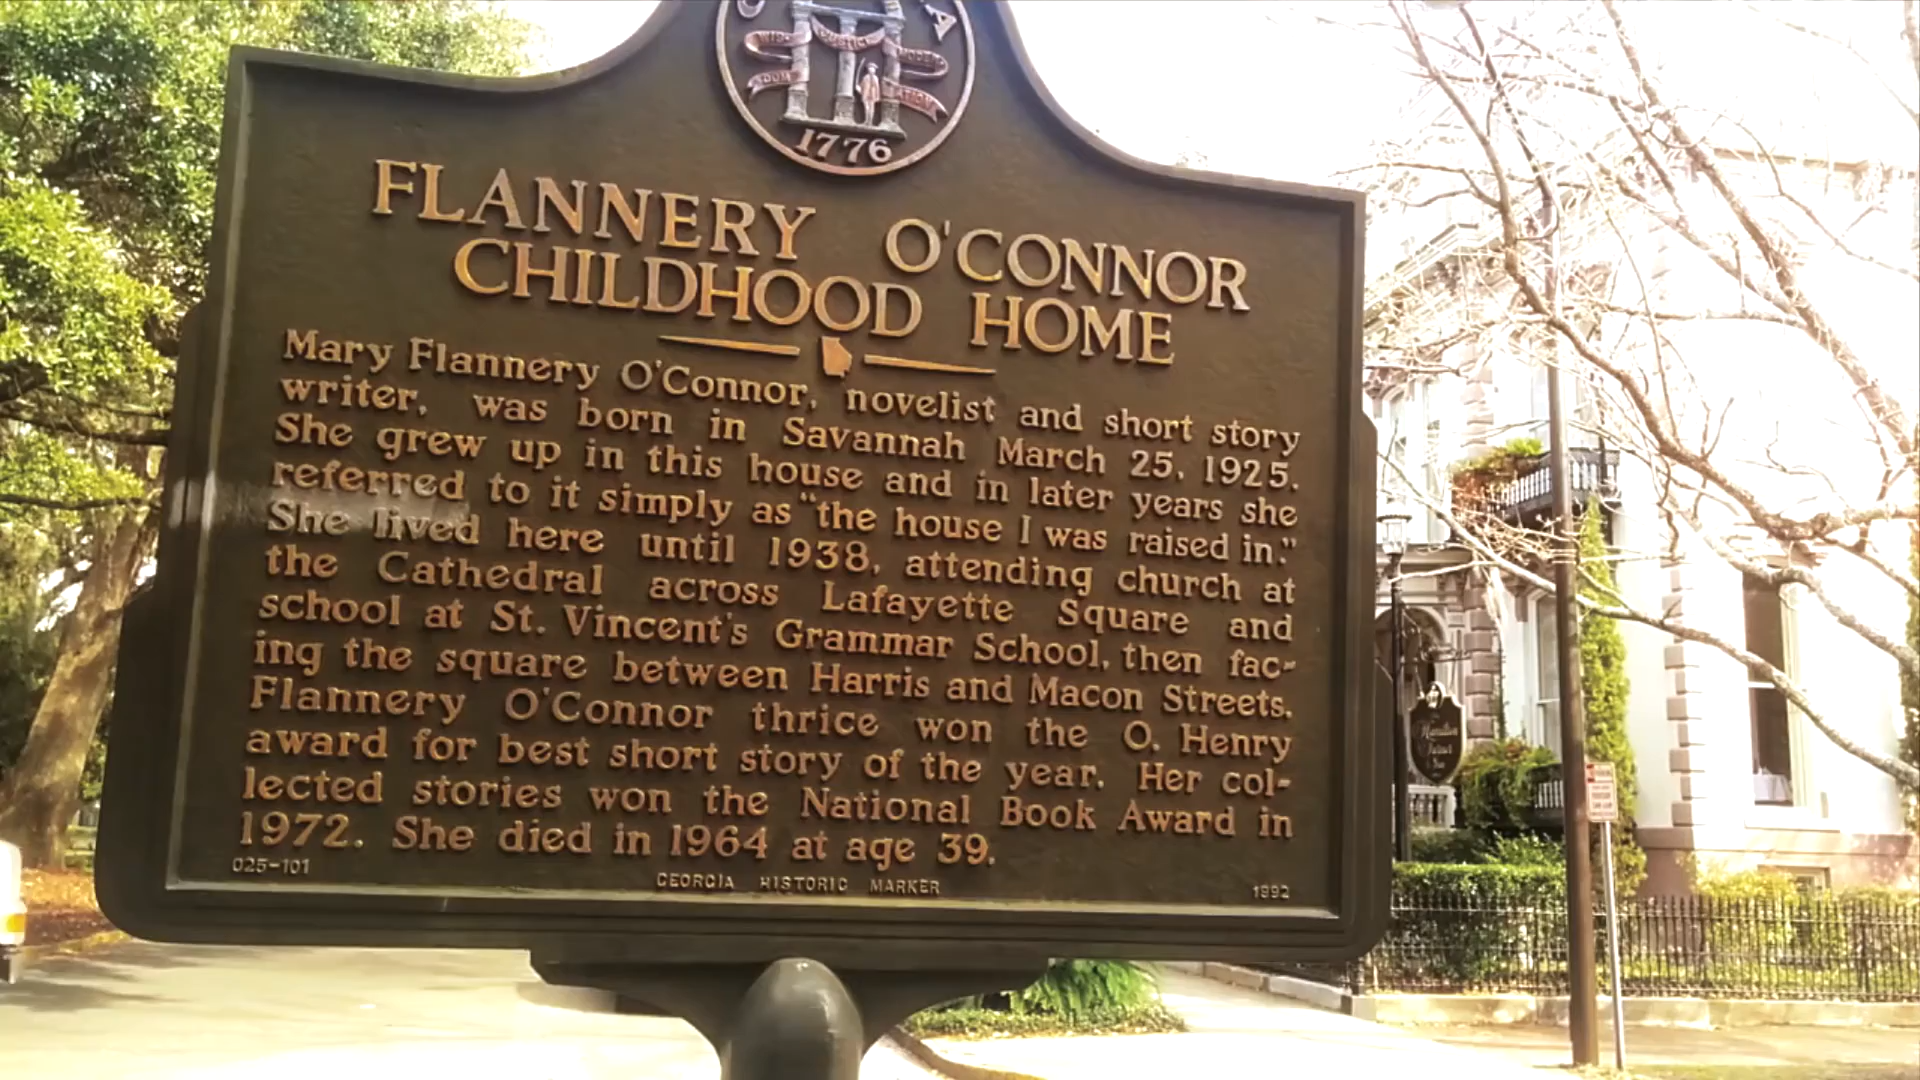 WIS- JUSTICE MODER-
DOM ATION
1776
FLANNERY O'CONNOR
CHILDHOOD HOME
Mary Flannery O'Connor, novelist and short story
writer, was born in Savannah March 25, 1925.
She grew up in this house and in later years she
referred to it simply as "the house I was raised in."
She lived here until 1938, attending church at
the Cathedral across Lafayette Square and
school at St. Vincent's Grammar School, then fac-
ing the square between Harris and Macon Streets.
Flannery O'Connor thrice won the O. Henry
award for best short story of the year. Her col-
lected stories won the National Book Award in
1972. She died in 1964 at age 39.
025-101 GEORGIA HISTORIC MARKER 1992